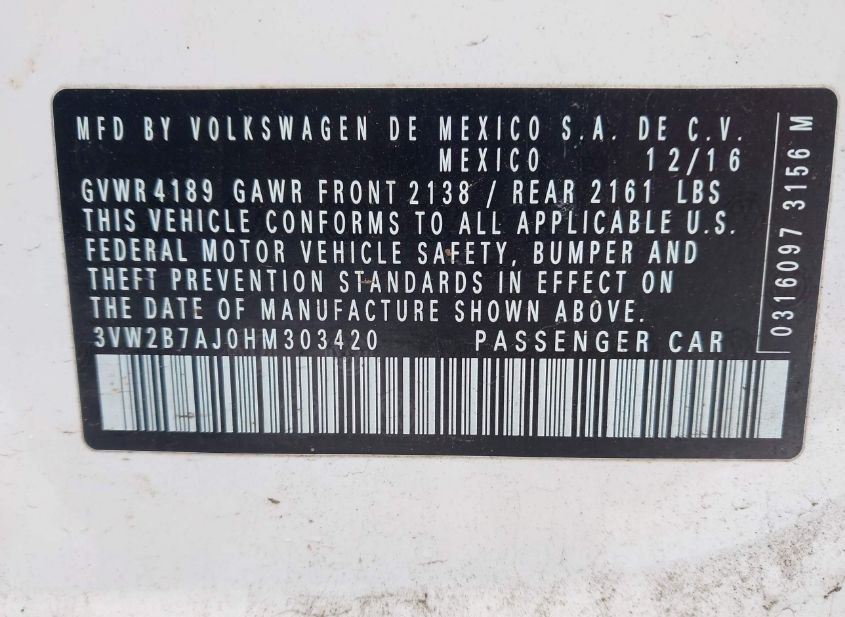 MFD BY VOLKSWAGEN DE MEXICO S.A. DE C.V.
MEXICO 12/16
GVWR 4189 GAWR FRONT 2138 / REAR 2161 LBS
THIS VEHICLE CONFORMS TO ALL APPLICABLE U.S.
FEDERAL MOTOR VEHICLE SAFETY, BUMPER AND
THEFT PREVENTION STANDARDS IN EFFECT ON
THE DATE OF MANUFACTURE SHOWN ABOVE.
3VW2B7AJ0HM303420 PASSENGER CAR
0316097 3156 M